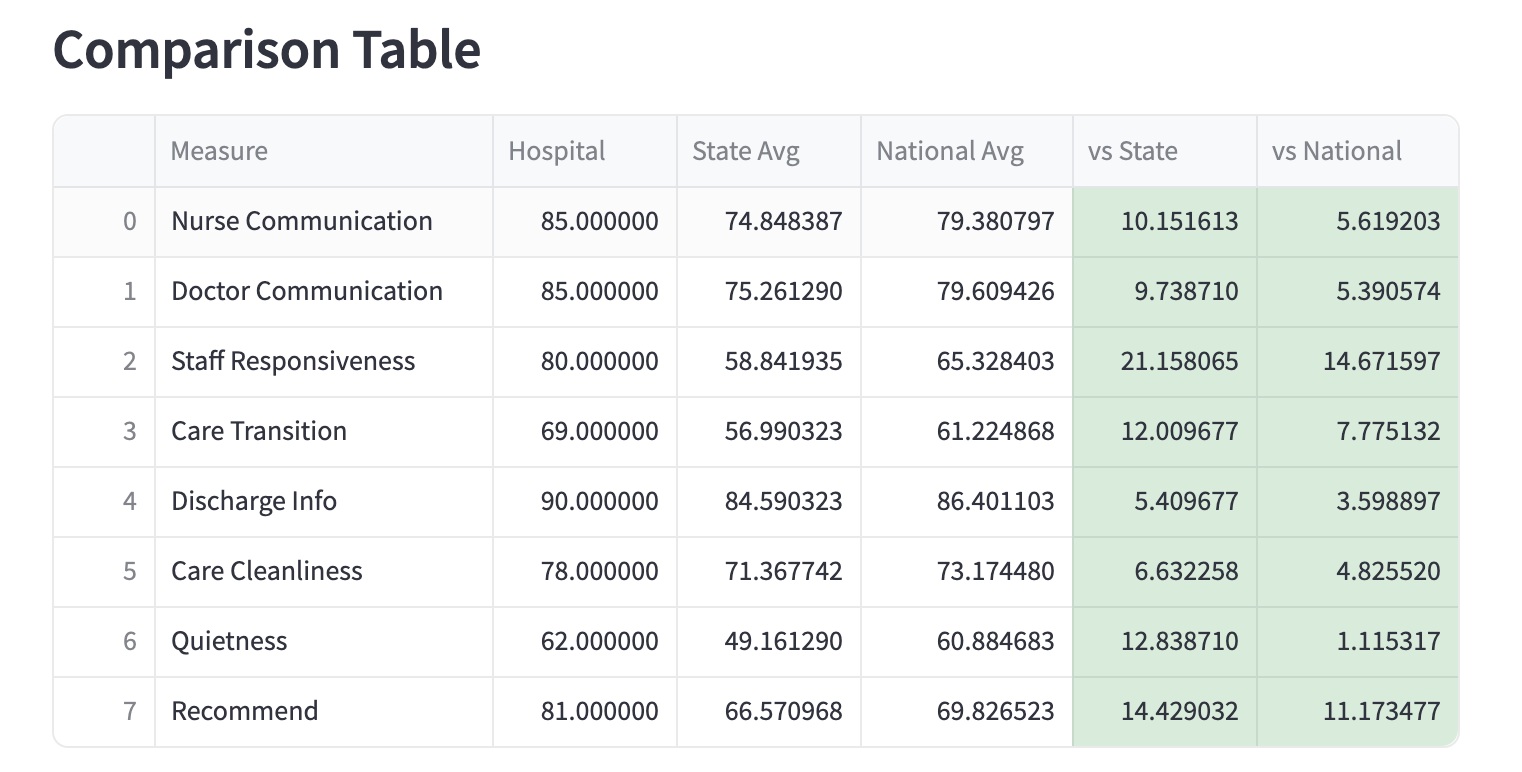 Comparison Table
Measure Hospital State Avg National Avg vs State vs National
0 Nurse Communication 85.000000 74.848387 79.380797 10.151613 5.619203
1 Doctor Communication 85.000000 75.261290 79.609426 9.738710 5.390574
2 Staff Responsiveness 80.000000 58.841935 65.328403 21.158065 14.671597
3 Care Transition 69.000000 56.990323 61.224868 12.009677 7.775132
4 Discharge Info 90.000000 84.590323 86.401103 5.409677 3.598897
5 Care Cleanliness 78.000000 71.367742 73.174480 6.632258 4.825520
6 Quietness 62.000000 49.161290 60.884683 12.838710 1.115317
7 Recommend 81.000000 66.570968 69.826523 14.429032 11.173477